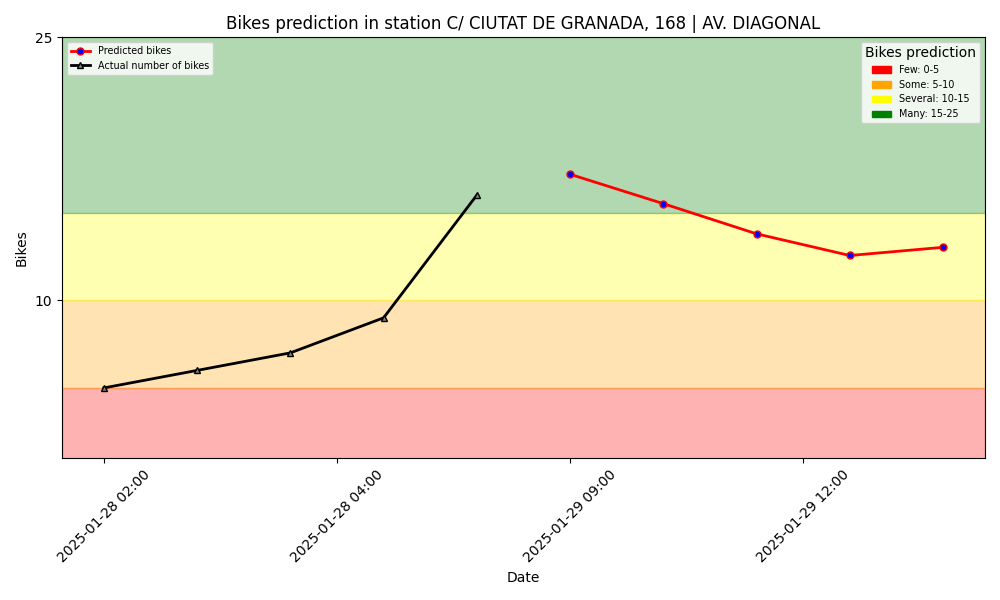 Bikes prediction in station C/ CIUTAT DE GRANADA, 168 | AV. DIAGONAL
25
10
Bikes
Predicted bikes
Actual number of bikes
Bikes prediction
Few: 0-5
Some: 5-10
Several: 10-15
Many: 15-25
2025-01-28 02:00
2025-01-28 04:00
2025-01-29 09:00
2025-01-29 12:00
Date